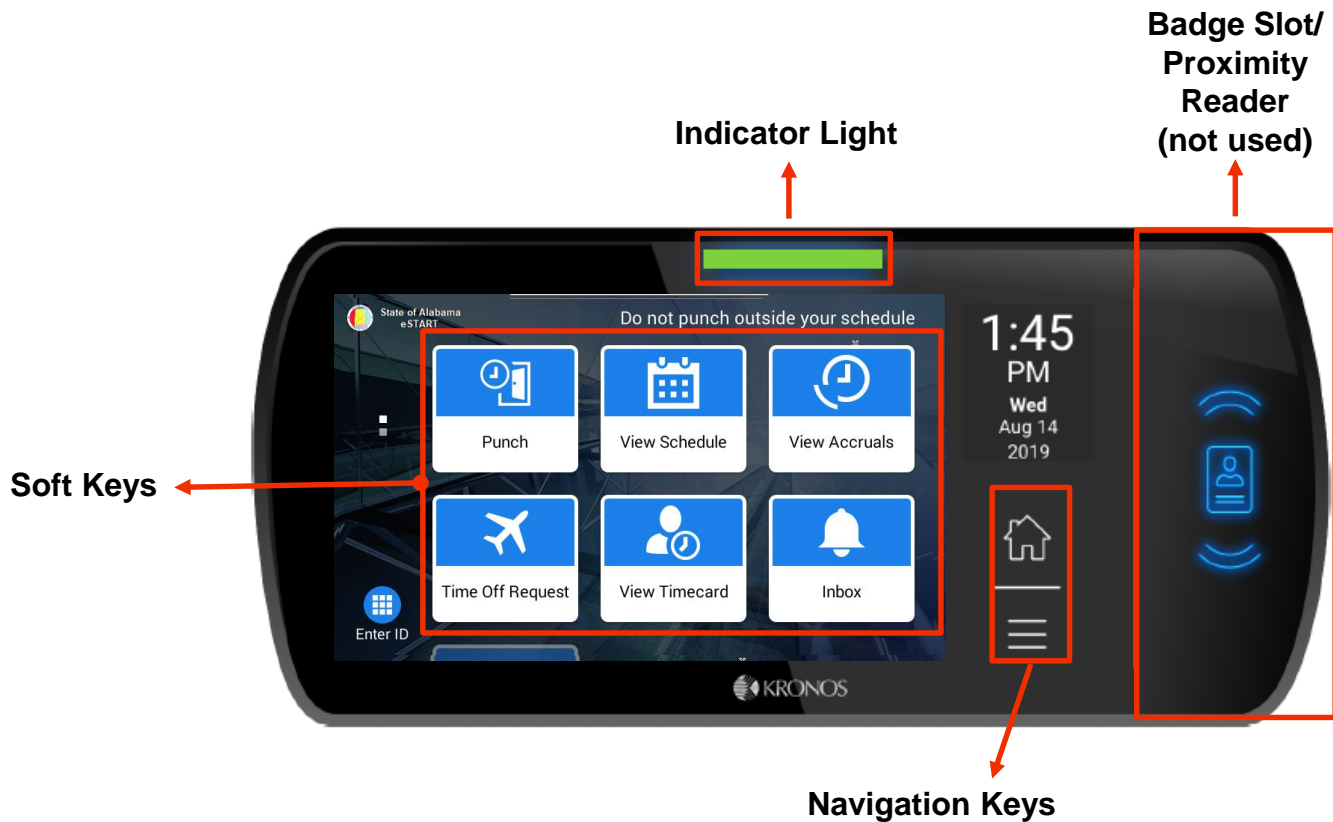 Badge Slot/
Proximity
Reader
(not used)
Indicator Light
State of Alabama
eSTART
Do not punch outside your schedule
1:45
PM
Wed
Aug 14
2019
Punch
View Schedule
View Accruals
Soft Keys
Time Off Request
View Timecard
Inbox
Enter ID
KRONOS
Navigation Keys